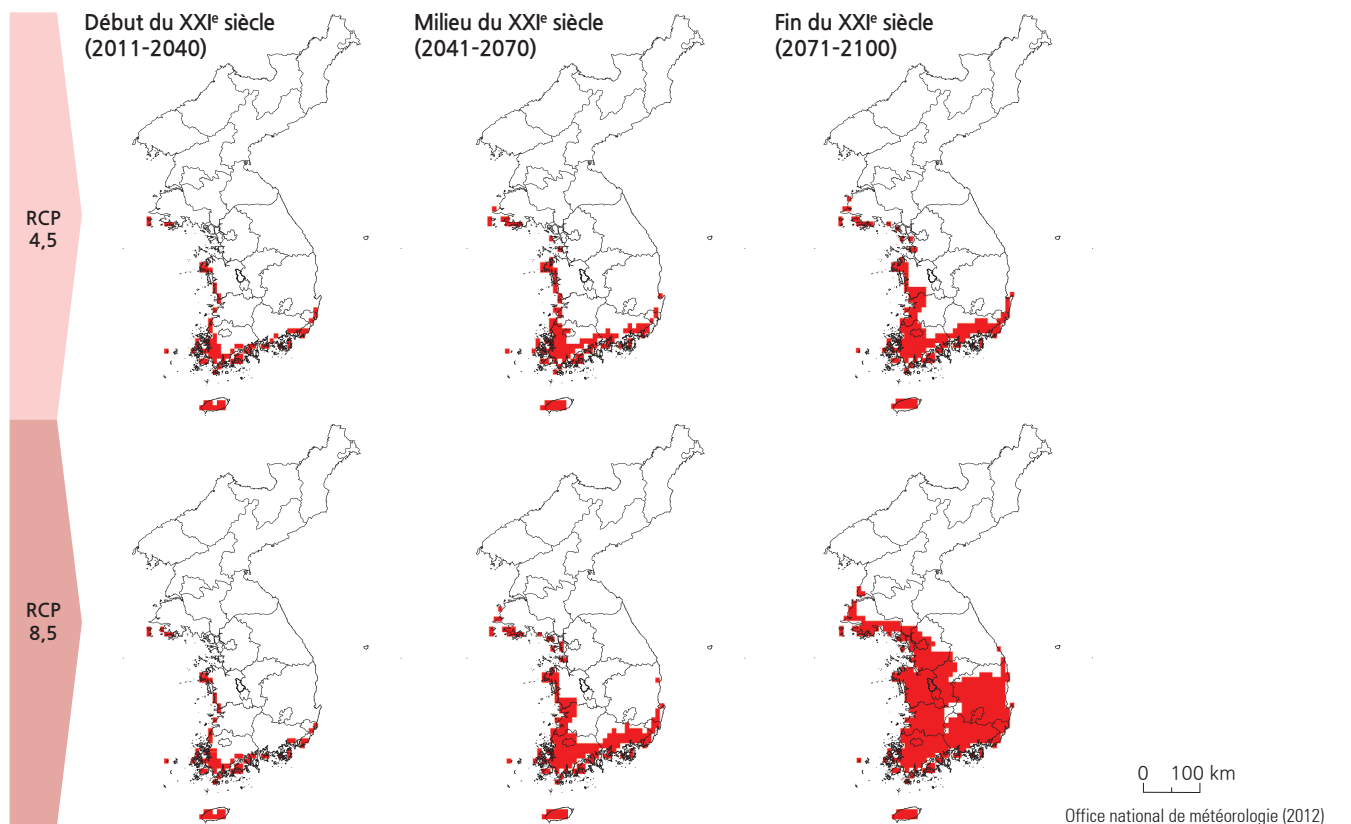 Début du XXIe siècle
(2011-2040)
Milieu du XXIe siècle
(2041-2070)
Fin du XXIe siècle
(2071-2100)
RCP
4,5
RCP
8,5
0 100 km
Office national de météorologie (2012)